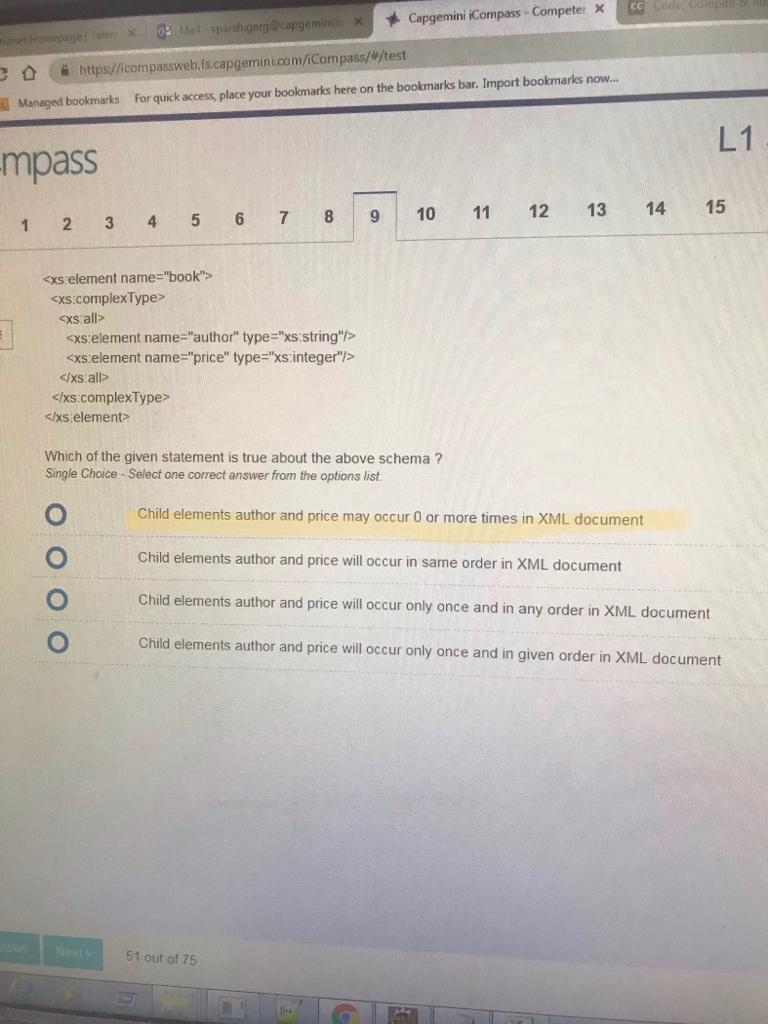 Mail - sparsh.garg@capgemini.c
Capgemini iCompass - Competer
CC Code, Compile
https://icompassweb.fs.capgemini.com/iCompass/#/test
Managed bookmarks For quick access, place your bookmarks here on the bookmarks bar. Import bookmarks now...
mpass
L1
1 2 3 4 5 6 7 8 9 10 11 12 13 14 15
<xs:element name="book">
<xs:complexType>
<xs:all>
<xs:element name="author" type="xs:string"/>
<xs:element name="price" type="xs:integer"/>
</xs:all>
</xs:complexType>
</xs:element>
Which of the given statement is true about the above schema ?
Single Choice - Select one correct answer from the options list.
Child elements author and price may occur 0 or more times in XML document
Child elements author and price will occur in same order in XML document
Child elements author and price will occur only once and in any order in XML document
Child elements author and price will occur only once and in given order in XML document
Next >
51 out of 75